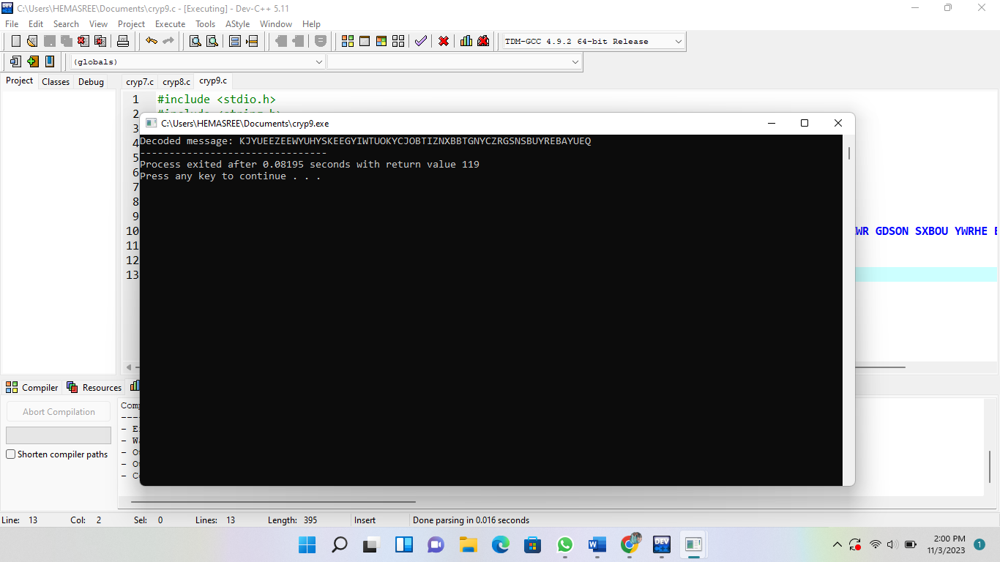 C:\Users\HEMASREE\Documents\cryp9.c - [Executing] - Dev-C++ 5.11
File Edit Search View Project Execute Tools AStyle Window Help
TDM-GCC 4.9.2 64-bit Release
(globals)
Project Classes Debug
cryp7.c cryp8.c cryp9.c
1 #include <stdio.h>
2 #include <string.h>
C:\Users\HEMASREE\Documents\cryp9.exe
3
4
5
6
7
8
9
10 GDSON SXBOU YWRHE
11
12
13
Decoded message: KJYUEEZEEWYUHYSKEEGYIWTUOKYCJOBTIZNXBBTGNYCZRGSNSBUYREBAYUEQ
--------------------------------
Process exited after 0.08195 seconds with return value 119
Press any key to continue . . .
Compiler Resources
Abort Compilation
Shorten compiler paths
Line: 13 Col: 2 Sel: 0 Lines: 13 Length: 395 Insert Done parsing in 0.016 seconds
DEV
2:00 PM
11/3/2023
1